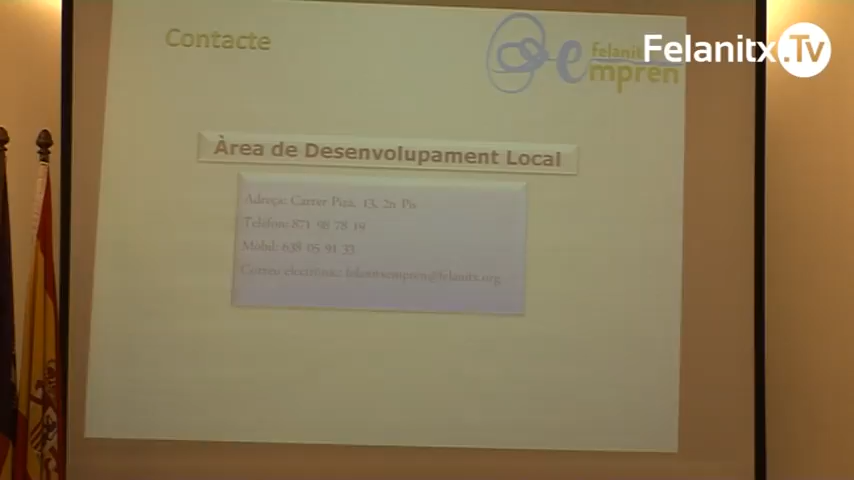 Contacte
felanitx
empren
Felanitx.Tv
Àrea de Desenvolupament Local
Adreça: Carrer Pica, 13, 2n Pis
Telèfon: 871 98 78 19
Mòbil: 638 05 91 33
Correu electrònic: felanitxempren@felanitx.org